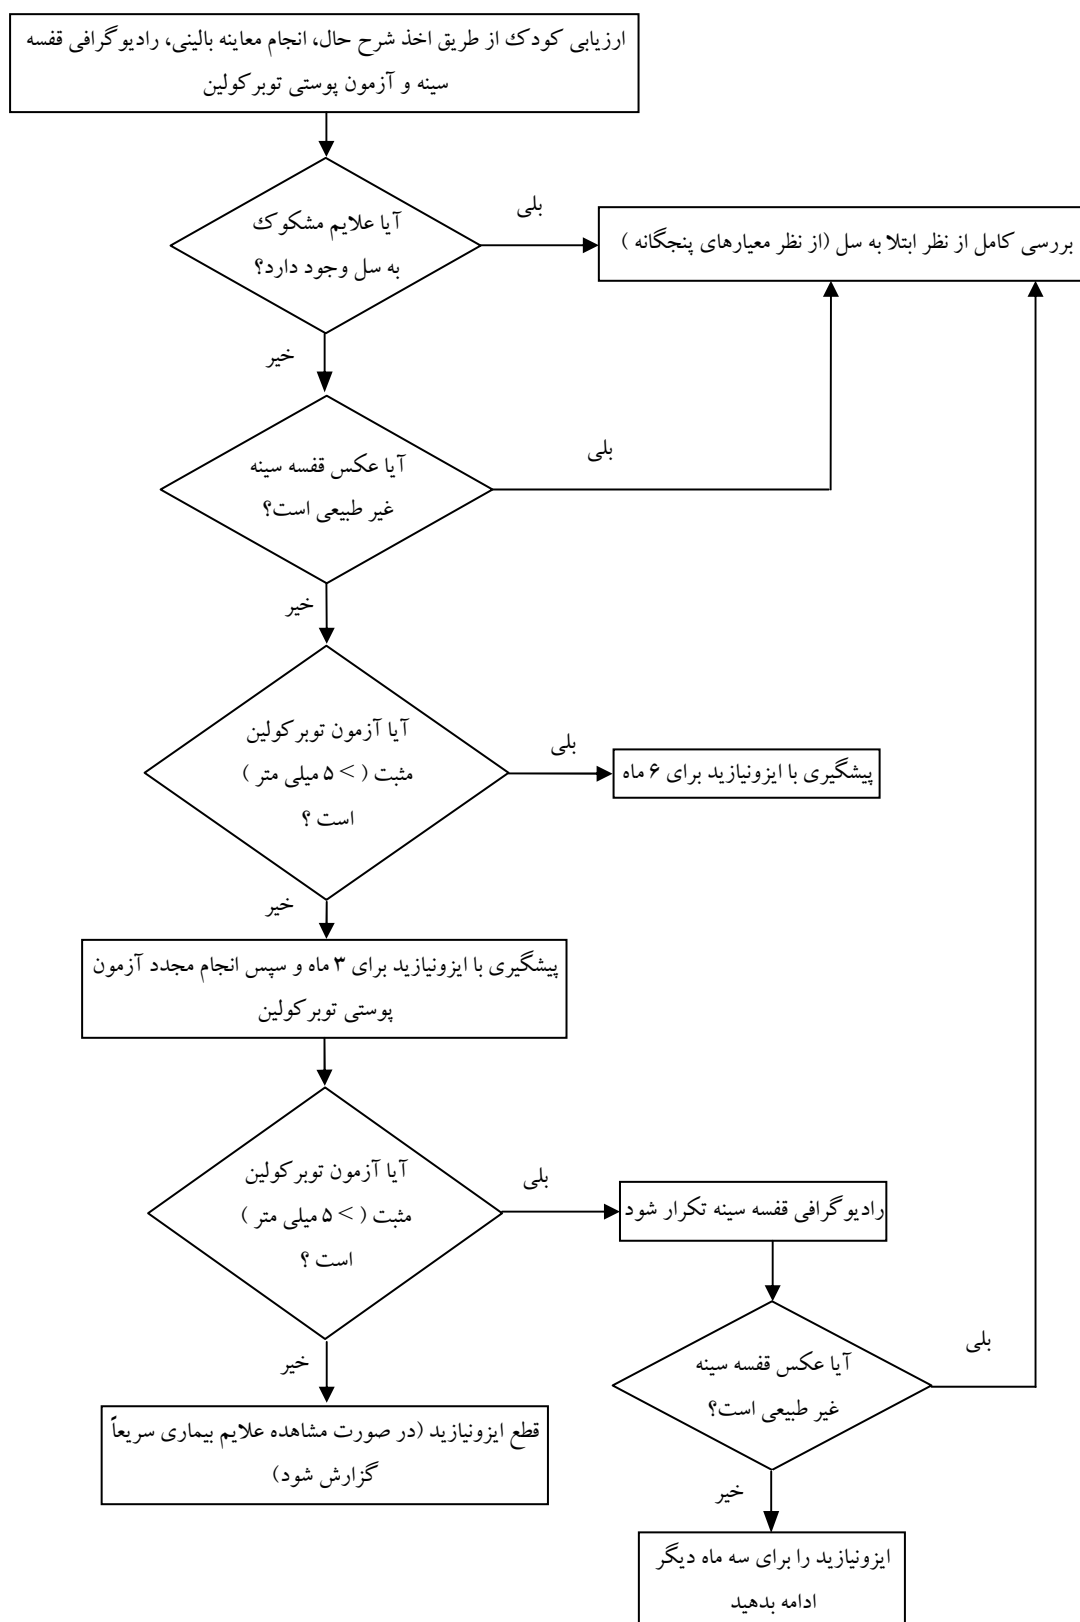 ارزیابی کودک از طریق اخذ شرح حال، انجام معاینه بالینی، رادیوگرافی قفسه
سینه و آزمون پوستی توبرکولین
آیا علایم مشکوک
به سل وجود دارد؟
بلی
بررسی کامل از نظر ابتلا به سل (از نظر معیارهای پنجگانه )
خیر
آیا عکس قفسه سینه
غیر طبیعی است؟
بلی
خیر
آیا آزمون توبرکولین
مثبت ( > ۵ میلی متر )
است ؟
بلی
پیشگیری با ایزونیازید برای ۶ ماه
خیر
پیشگیری با ایزونیازید برای ۳ ماه و سپس انجام مجدد آزمون
پوستی توبرکولین
آیا آزمون توبرکولین
مثبت ( > ۵ میلی متر )
است ؟
بلی
رادیوگرافی قفسه سینه تکرار شود
خیر
قطع ایزونیازید (در صورت مشاهده علایم بیماری سریعاً
گزارش شود)
آیا عکس قفسه سینه
غیر طبیعی است؟
بلی
خیر
ایزونیازید را برای سه ماه دیگر
ادامه بدهید